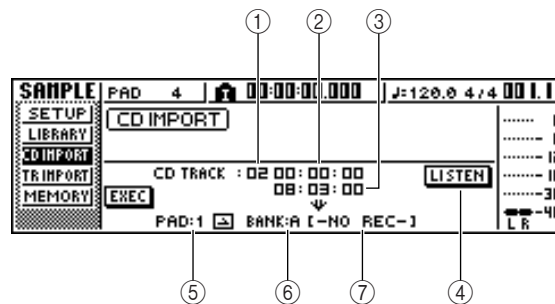 ① ② ③
SAMPLE PAD 4 00:00:00.000 ♩=120.0 4/4 001.1
SETUP
CD IMPORT
LIBRARY
CD IMPORT
CD TRACK : 02 00:00:00
LISTEN
TR IMPORT
08:03:00
MEMORY
EXEC
PAD:1 BANK:A [-NO REC-]
L R
⑤ ⑥ ⑦ ④